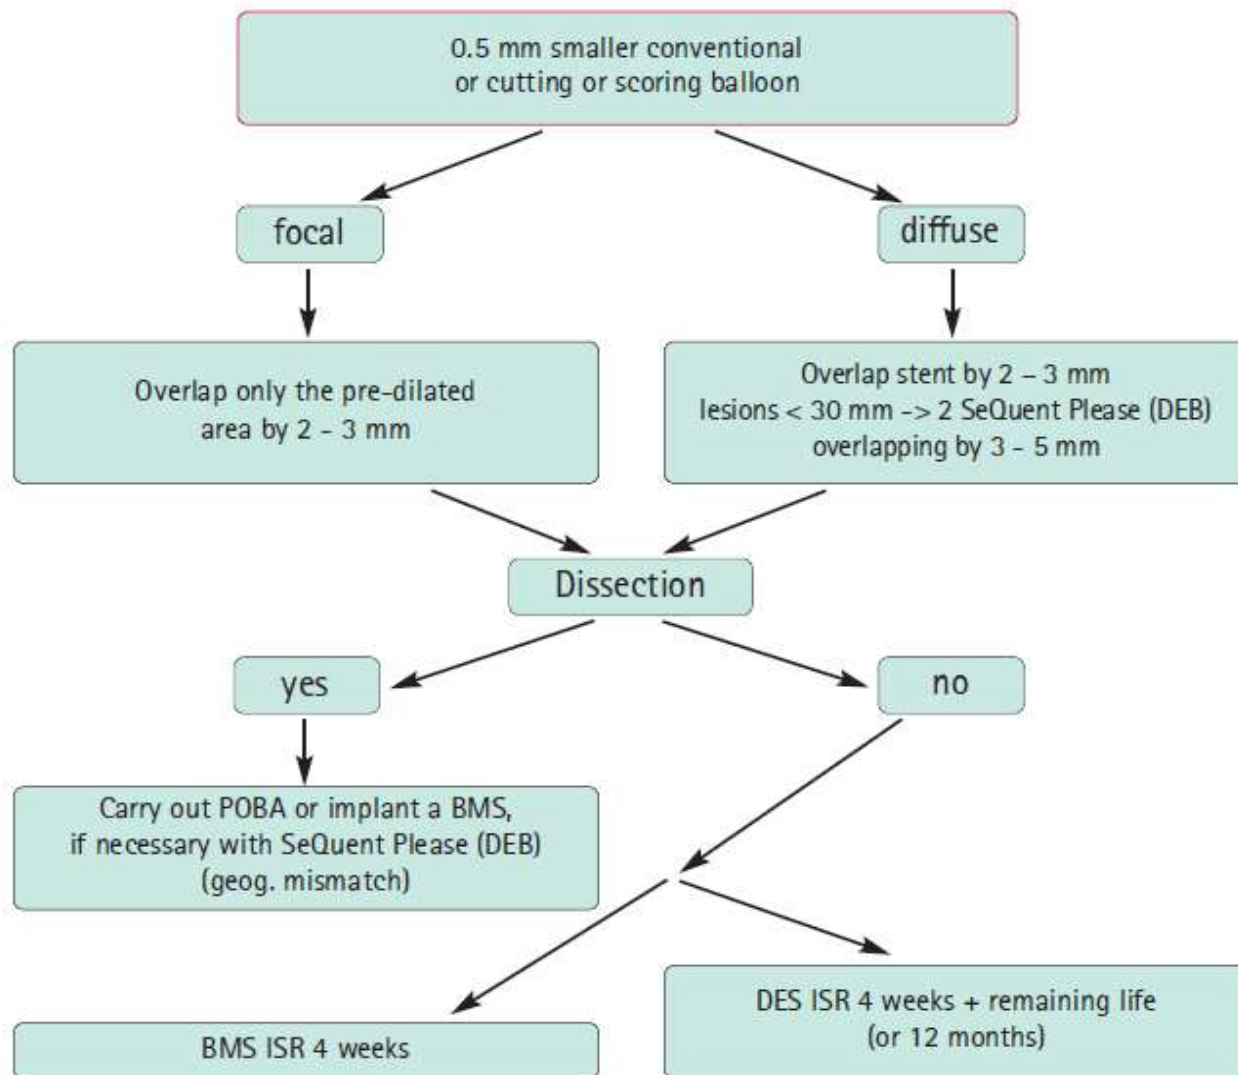 0.5 mm smaller conventional
or cutting or scoring balloon
focal
diffuse
Overlap only the pre-dilated
area by 2 - 3 mm
Overlap stent by 2 – 3 mm
lesions < 30 mm -> 2 SeQuent Please (DEB)
overlapping by 3 – 5 mm
Dissection
yes
no
Carry out POBA or implant a BMS,
if necessary with SeQuent Please (DEB)
(geog. mismatch)
BMS ISR 4 weeks
DES ISR 4 weeks + remaining life
(or 12 months)